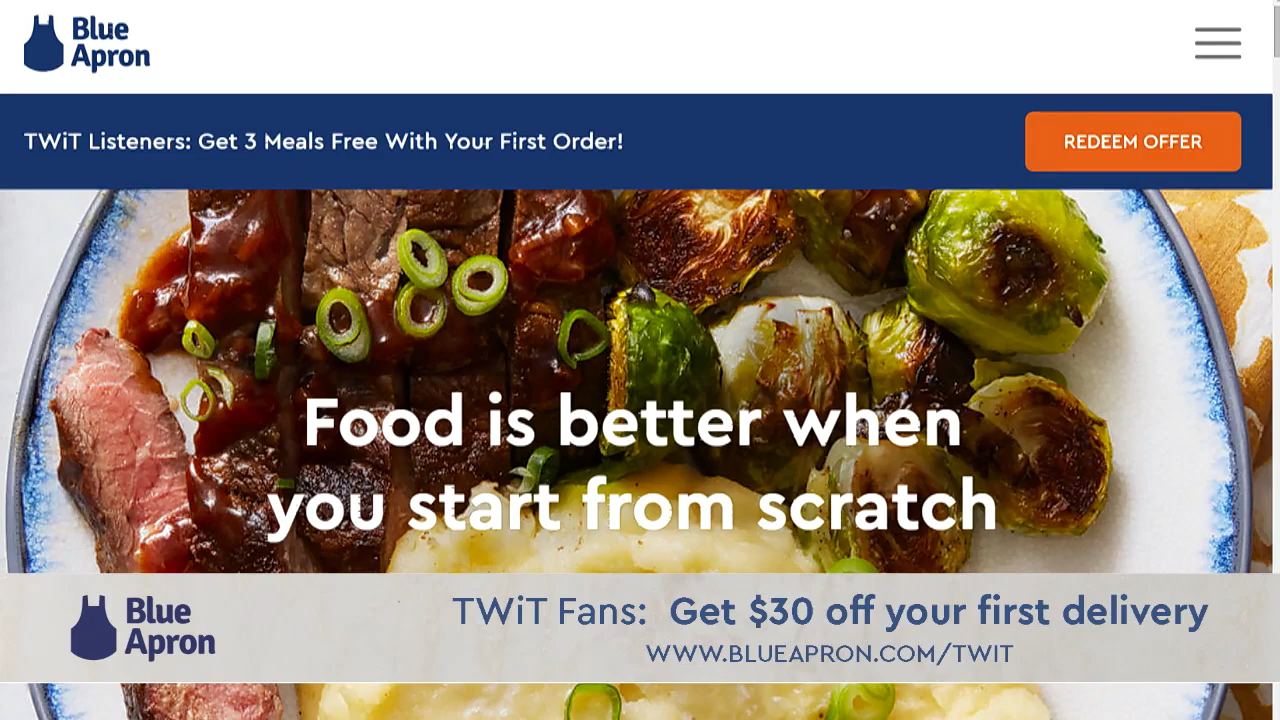 Blue
Apron
TWiT Listeners: Get 3 Meals Free With Your First Order!
REDEEM OFFER
Food is better when
you start from scratch
Blue
Apron
TWiT Fans: Get $30 off your first delivery
WWW.BLUEAPRON.COM/TWIT